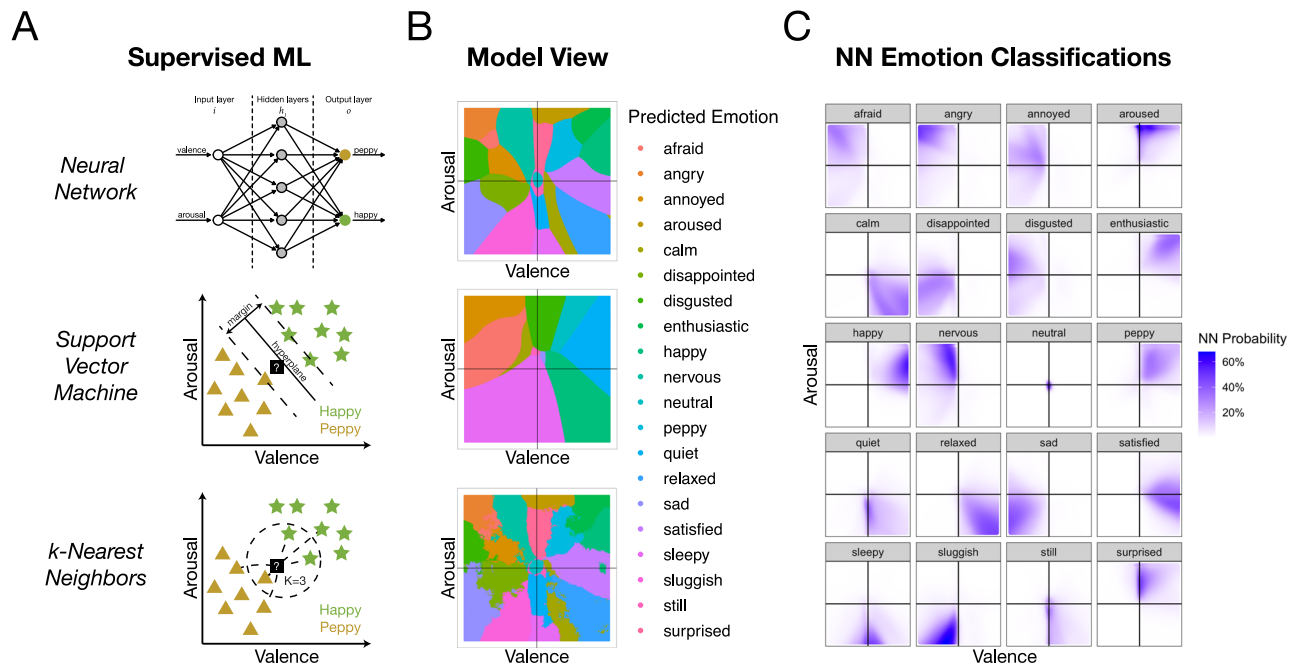 A
Supervised ML
Input layer
i
Hidden layers
h
Output layer
o
valence
arousal
peppy
happy
Neural
Network
margin
hyperplane
?
Happy
Peppy
Arousal
Valence
Support
Vector
Machine
?
K=3
Happy
Peppy
Arousal
Valence
k-Nearest
Neighbors
B
Model View
Arousal
Valence
Arousal
Valence
Arousal
Valence
Predicted Emotion
afraid
angry
annoyed
aroused
calm
disappointed
disgusted
enthusiastic
happy
nervous
neutral
peppy
quiet
relaxed
sad
satisfied
sleepy
sluggish
still
surprised
C
NN Emotion Classifications
afraid angry annoyed aroused
calm disappointed disgusted enthusiastic
happy nervous neutral peppy
quiet relaxed sad satisfied
sleepy sluggish still surprised
Arousal
Valence
NN Probability
60%
40%
20%